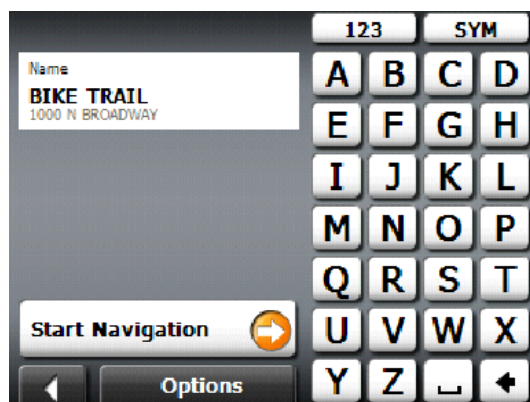 123 SYM
Name
BIKE TRAIL
1000 N BROADWAY
A B C D
E F G H
I J K L
M N O P
Q R S T
U V W X
Y Z
Start Navigation
Options